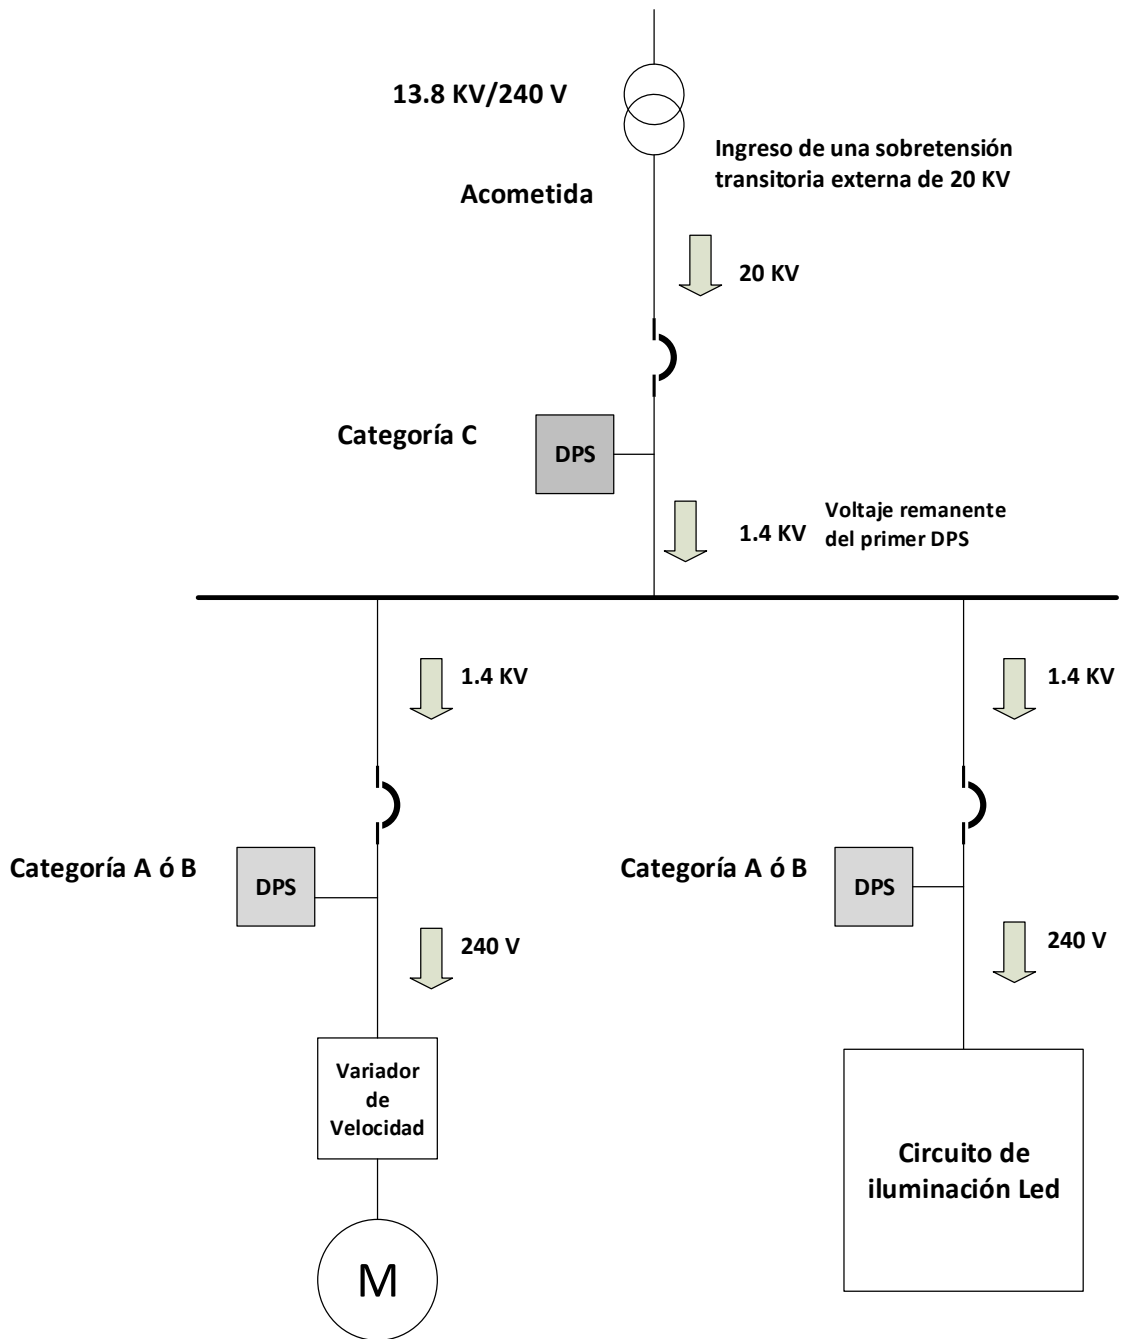 13.8 KV/240 V
Ingreso de una sobretensión
transitoria externa de 20 KV
Acometida
20 KV
Categoría C
DPS
1.4 KV
Voltaje remanente
del primer DPS
1.4 KV
1.4 KV
Categoría A ó B
DPS
Categoría A ó B
DPS
240 V
240 V
Variador
de
Velocidad
Circuito de
iluminación Led
M